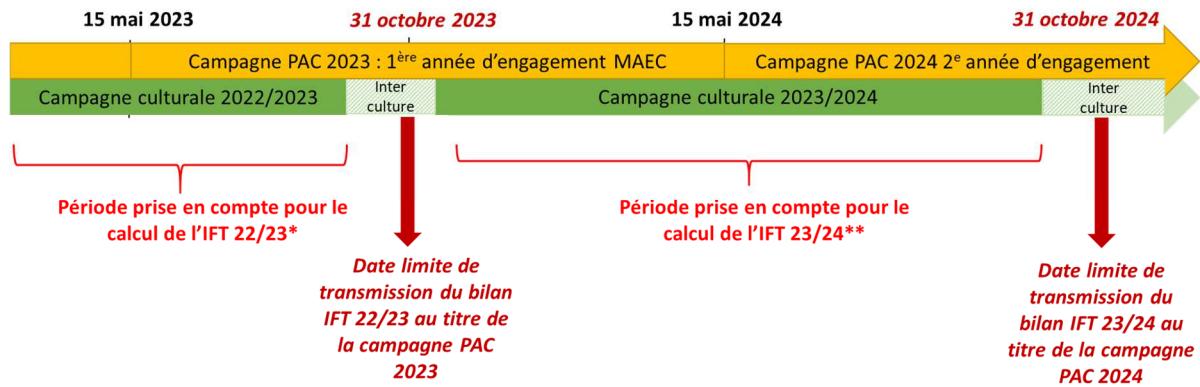 15 mai 2023
31 octobre 2023
15 mai 2024
31 octobre 2024
Campagne PAC 2023 : 1ère année d'engagement MAEC
Campagne PAC 2024 2e année d'engagement
Campagne culturale 2022/2023
Inter
culture
Campagne culturale 2023/2024
Inter
culture
Période prise en compte pour le
calcul de l'IFT 22/23*
Période prise en compte pour le
calcul de l'IFT 23/24**
Date limite de
transmission du bilan
IFT 22/23 au titre de
la campagne PAC
2023
Date limite de
transmission du
bilan IFT 23/24 au
titre de la campagne
PAC 2024